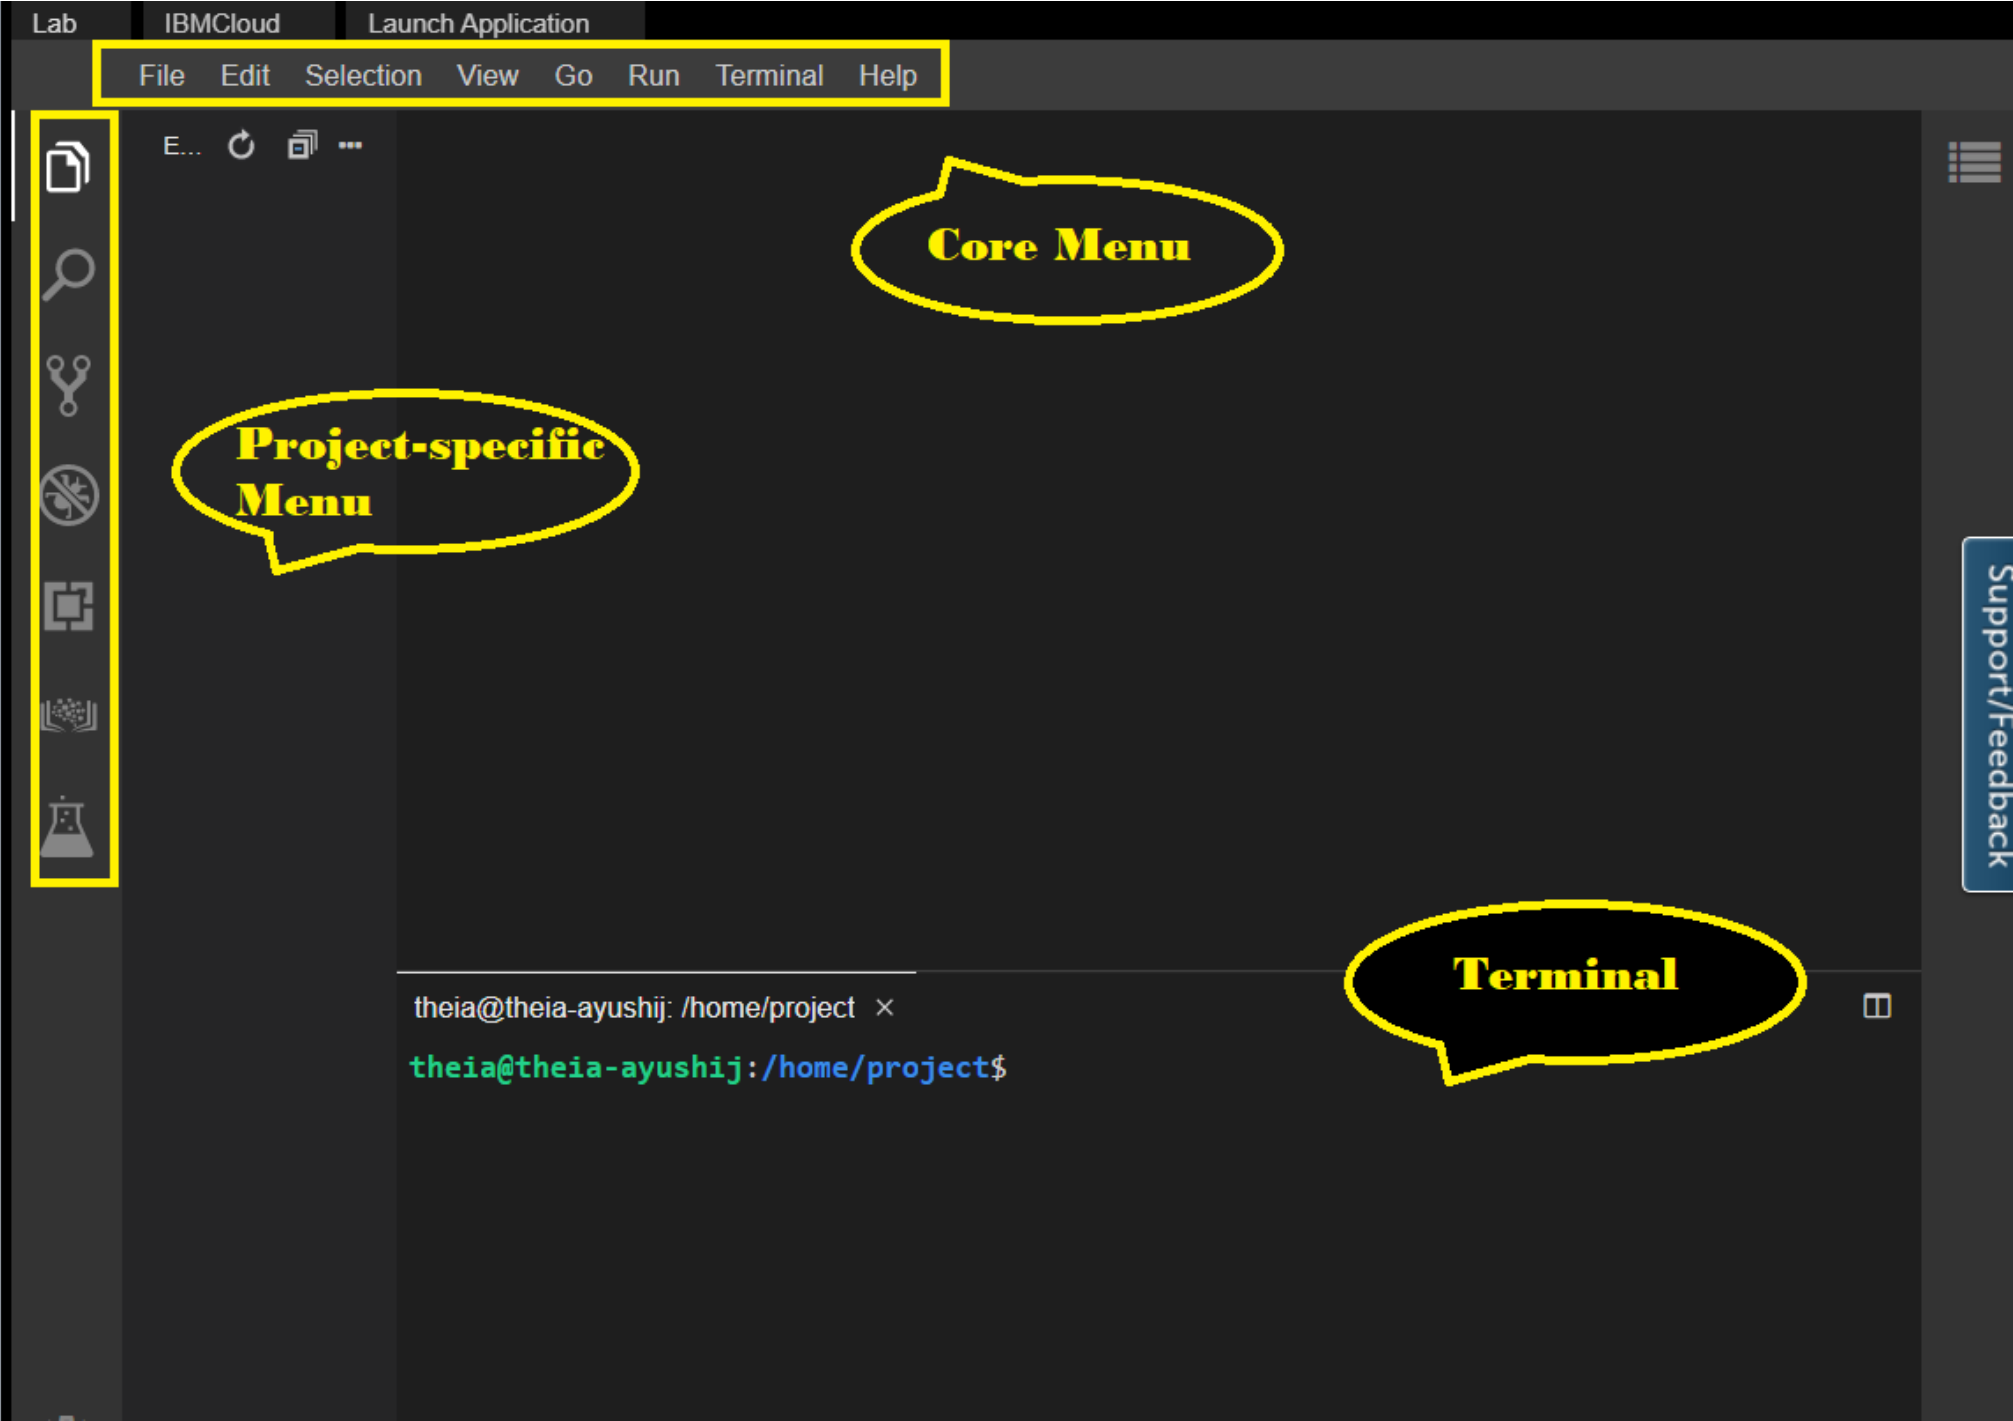 Lab IBMCloud Launch Application
File Edit Selection View Go Run Terminal Help
E...
Core Menu
Project-specific
Menu
Support/Feedback
Terminal
theia@theia-ayushij: /home/project ×
theia@theia-ayushij:/home/project$